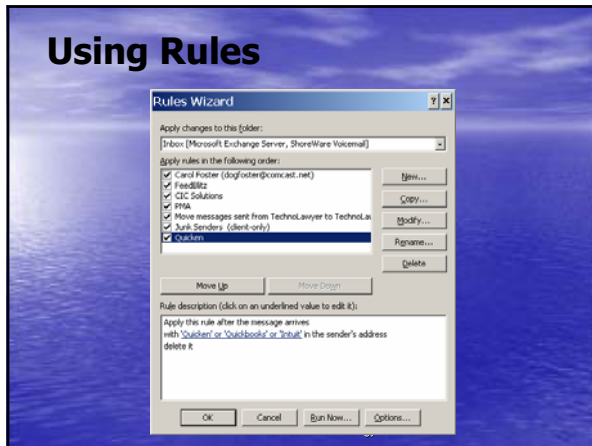 Using Rules
Rules Wizard
Apply changes to this folder:
Inbox [Microsoft Exchange Server, ShoreWare Voicemail]
Apply rules in the following order:
Carol Foster (dogfoster@comcast.net)
FeedBlitz
CIC Solutions
PMA
Move messages sent from TechnoLawyer to TechnoLa
Junk Senders (client-only)
Quicken
New...
Copy...
Modify...
Rename...
Delete
Move Up
Move Down
Rule description (click on an underlined value to edit it):
Apply this rule after the message arrives
with 'Quicken' or 'Quickbooks' or 'Intuit' in the sender's address
delete it
OK
Cancel
Run Now...
Options...